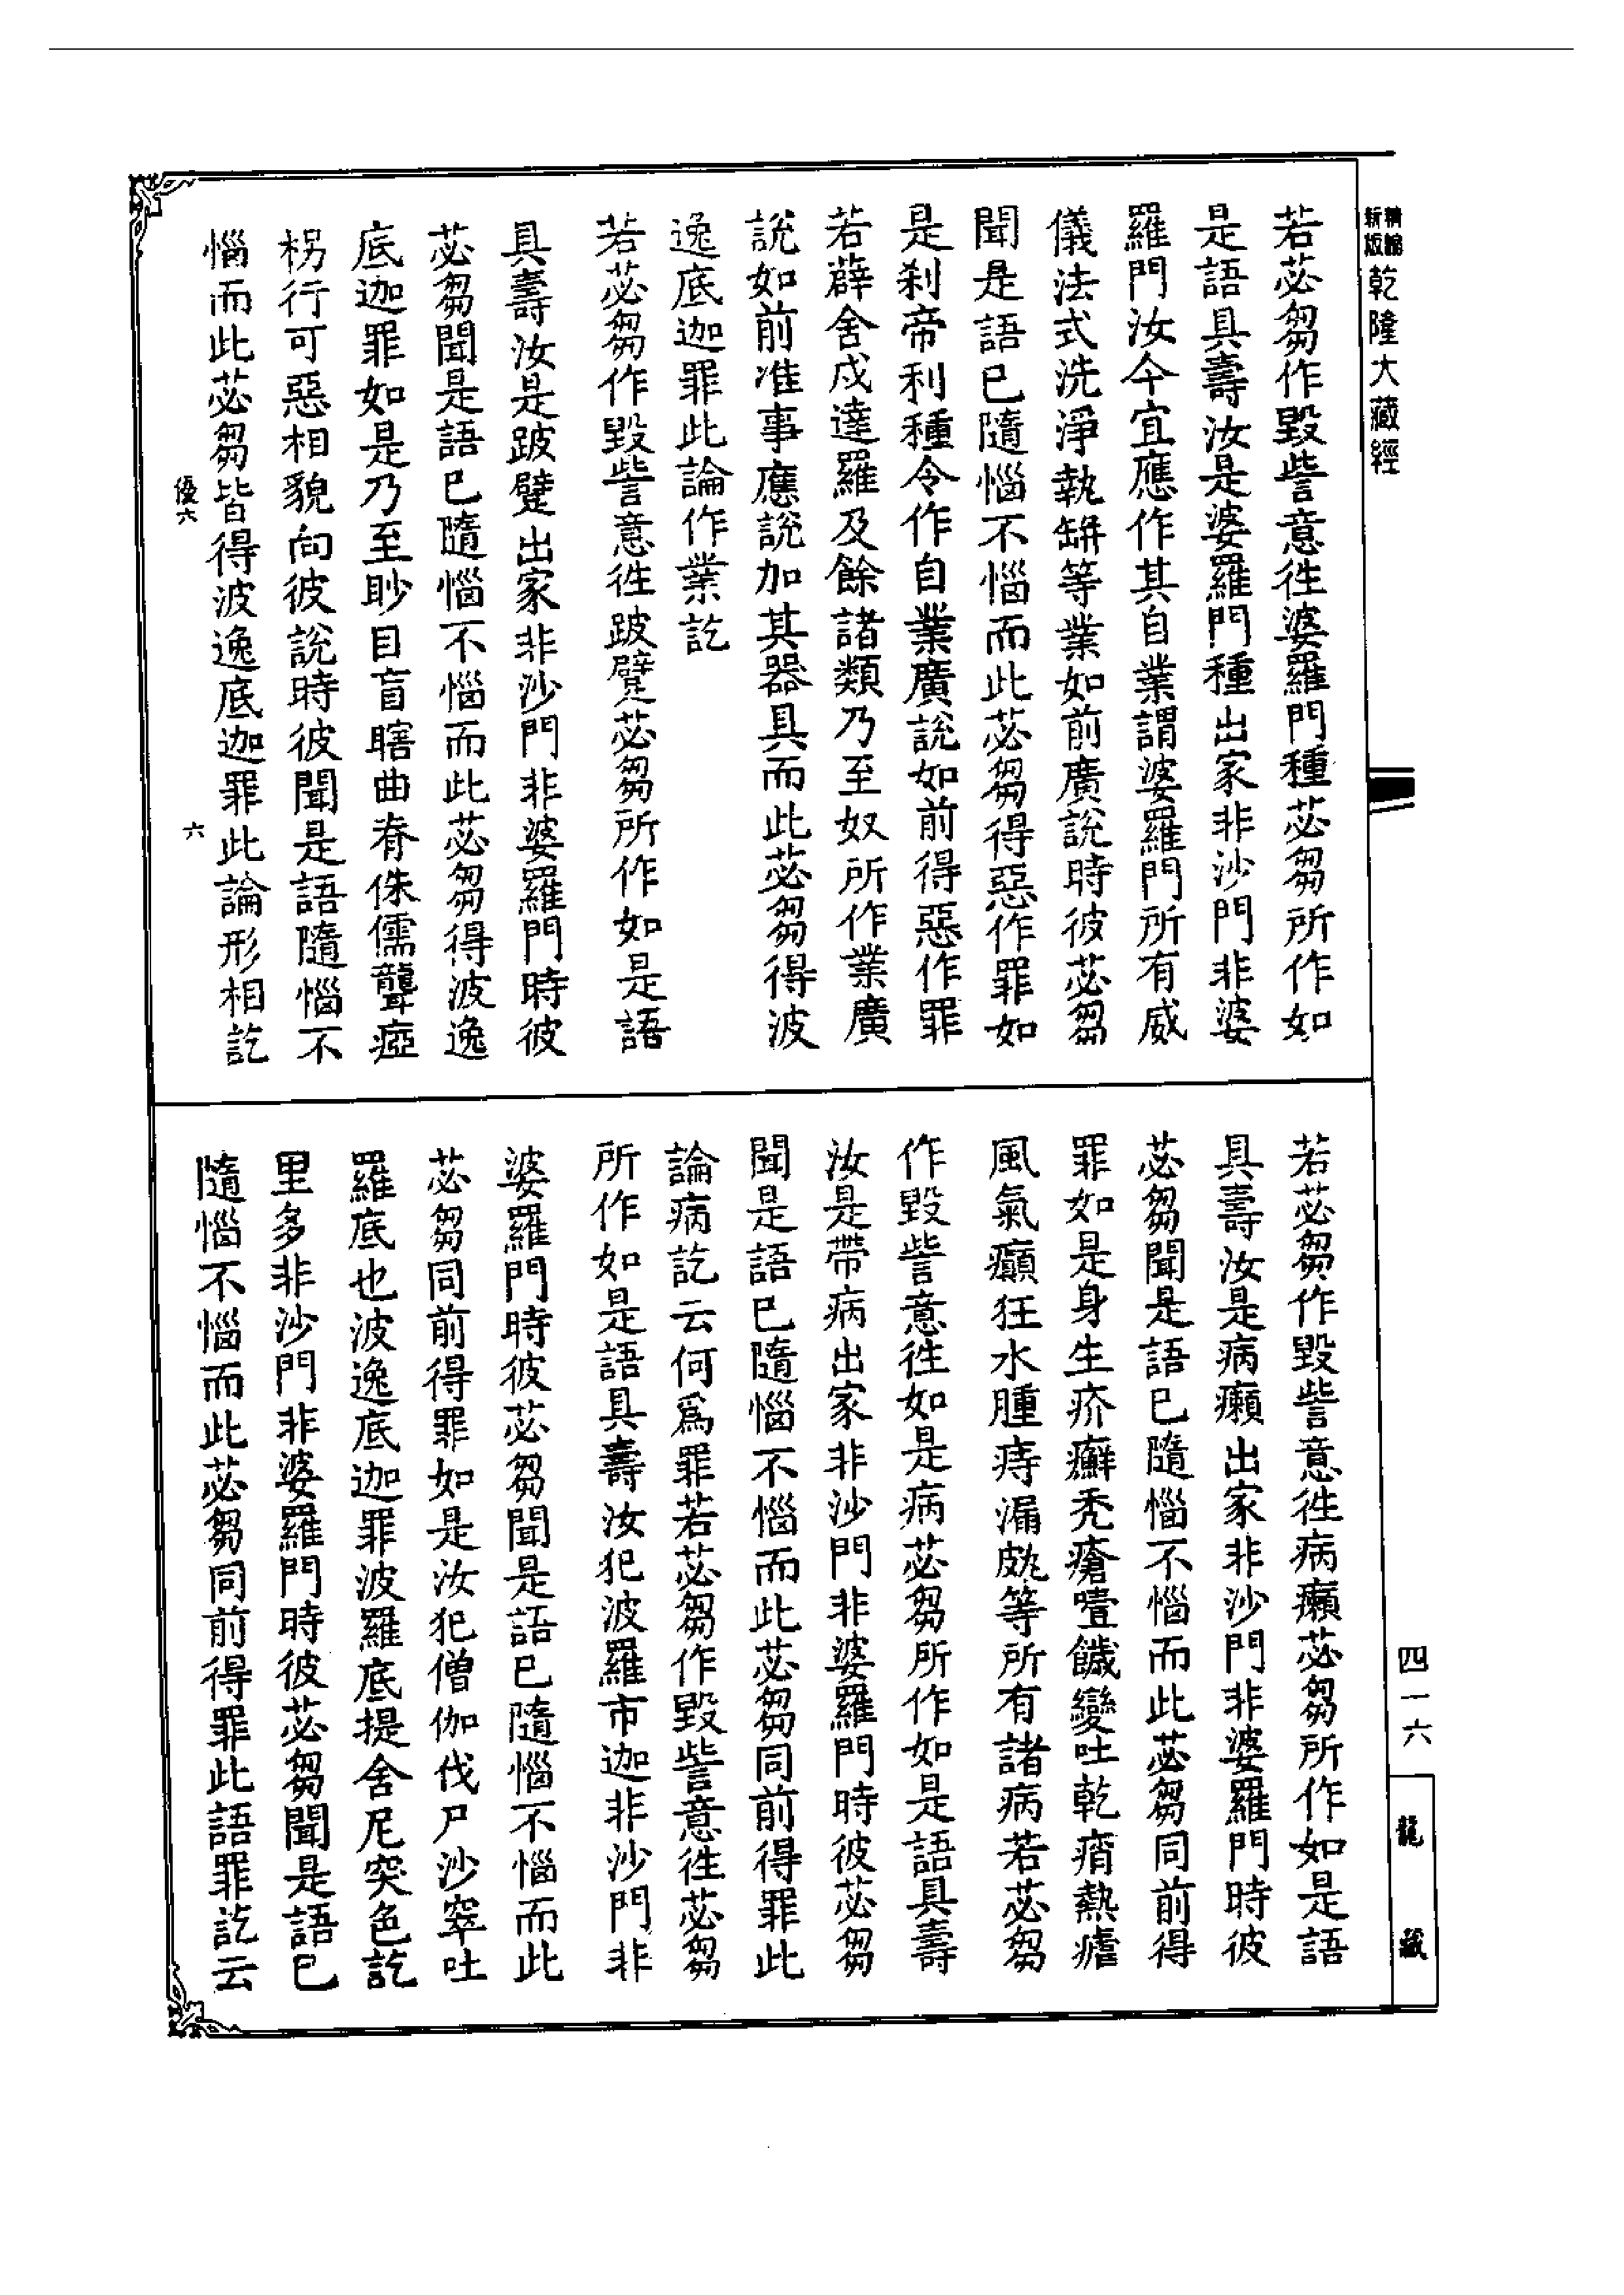 新版精縮乾隆大藏經
若苾芻作毀訾意往婆羅門種苾芻所作如
是語具壽汝是婆羅門種出家非沙門非婆
羅門汝今宜應作其自業謂婆羅門所有威
儀法式洗淨執缾等業如前廣說時彼苾芻
聞是語已隨惱不惱而此苾芻得惡作罪如
是刹帝利種令作自業廣說如前得惡作罪
若薜舍戍達羅及餘諸類乃至奴所作業廣
說如前准事應說加其器具而此苾芻得波
逸底迦罪此論作業訖
若苾芻作毀訾意往跛躄苾芻所作如是語
具壽汝是跛躄出家非沙門非婆羅門時彼
苾芻聞是語已隨惱不惱而此苾芻得波逸
底迦罪如是乃至眇目盲瞎曲脊侏儒聾瘂
柺行可惡相貌向彼說時彼聞是語隨惱不
惱而此苾芻皆得波逸底迦罪此論形相訖
優六
六
若苾芻作毀訾意往病癩苾芻所作如是語
具壽汝是病癩出家非沙門非婆羅門時彼
苾芻聞是語已隨惱不惱而此苾芻同前得
罪如是身生疥癬禿瘡噎饑變吐乾痟熱瘧
風氣癲狂水腫痔漏㿇等所有諸病若苾芻
作毀訾意往如是病苾芻所作如是語具壽
汝是帶病出家非沙門非婆羅門時彼苾芻
聞是語已隨惱不惱而此苾芻同前得罪此
論病訖云何爲罪若苾芻作毀訾意往苾芻
所作如是語具壽汝犯波羅市迦非沙門非
婆羅門時彼苾芻聞是語已隨惱不惱而此
苾芻同前得罪如是汝犯僧伽伐尸沙窣吐
羅底也波逸底迦罪波羅底提舍尼突色訖
里多非沙門非婆羅門時彼苾芻聞是語已
隨惱不惱而此苾芻同前得罪此語罪訖云
四一六
龍藏